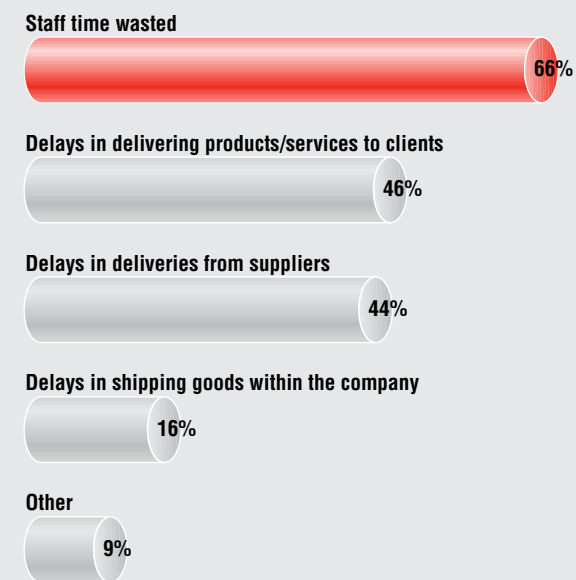 Staff time wasted
66%
Delays in delivering products/services to clients
46%
Delays in deliveries from suppliers
44%
Delays in shipping goods within the company
16%
Other
9%